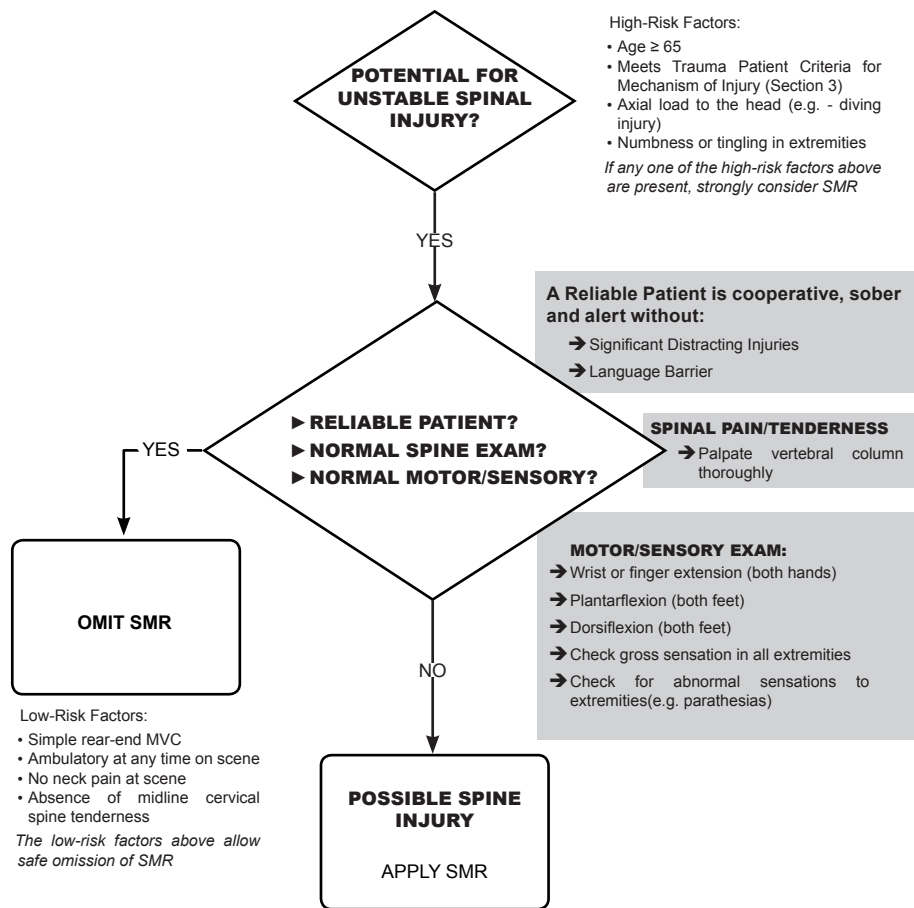 POTENTIAL FOR
UNSTABLE SPINAL
INJURY?
High-Risk Factors:
• Age ≥ 65
• Meets Trauma Patient Criteria for
Mechanism of Injury (Section 3)
• Axial load to the head (e.g. - diving
injury)
• Numbness or tingling in extremities
If any one of the high-risk factors above
are present, strongly consider SMR
YES
A Reliable Patient is cooperative, sober
and alert without:
➔ Significant Distracting Injuries
➔ Language Barrier
► RELIABLE PATIENT?
► NORMAL SPINE EXAM?
► NORMAL MOTOR/SENSORY?
SPINAL PAIN/TENDERNESS
➔ Palpate vertebral column
thoroughly
YES
MOTOR/SENSORY EXAM:
➔ Wrist or finger extension (both hands)
➔ Plantarflexion (both feet)
➔ Dorsiflexion (both feet)
➔ Check gross sensation in all extremities
➔ Check for abnormal sensations to
extremities(e.g. parathesias)
OMIT SMR
NO
Low-Risk Factors:
• Simple rear-end MVC
• Ambulatory at any time on scene
• No neck pain at scene
• Absence of midline cervical
spine tenderness
The low-risk factors above allow
safe omission of SMR
POSSIBLE SPINE
INJURY
APPLY SMR